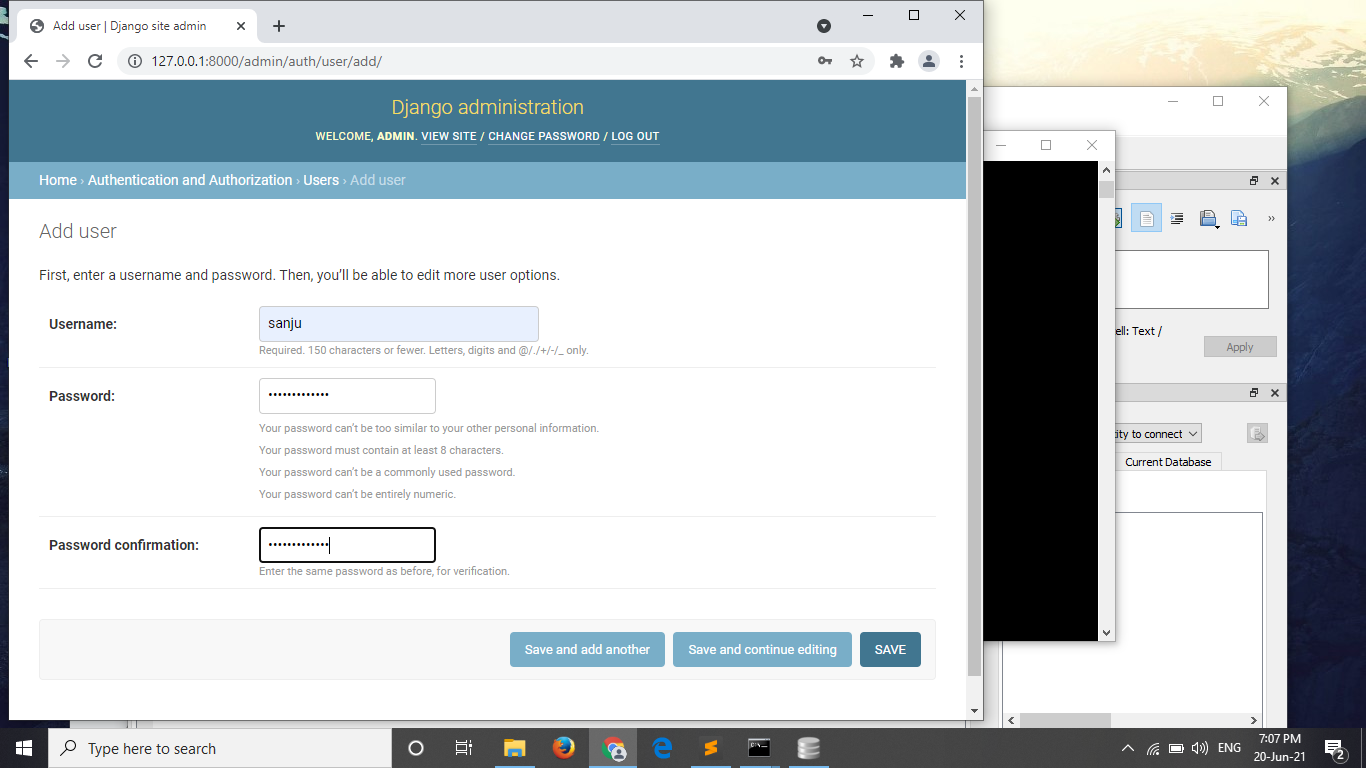 Add user | Django site admin
127.0.0.1:8000/admin/auth/user/add/
Django administration
WELCOME, ADMIN. VIEW SITE / CHANGE PASSWORD / LOG OUT
Home › Authentication and Authorization › Users › Add user
Add user
First, enter a username and password. Then, you’ll be able to edit more user options.
Username:
sanju
Required. 150 characters or fewer. Letters, digits and @/./+/-/_ only.
Password:
•••••••••••••
Your password can’t be too similar to your other personal information.
Your password must contain at least 8 characters.
Your password can’t be a commonly used password.
Your password can’t be entirely numeric.
Password confirmation:
•••••••••••••
Enter the same password as before, for verification.
Save and add another
Save and continue editing
SAVE
ell: Text /
Apply
ity to connect
Current Database
Type here to search
ENG
7:07 PM
20-Jun-21
2